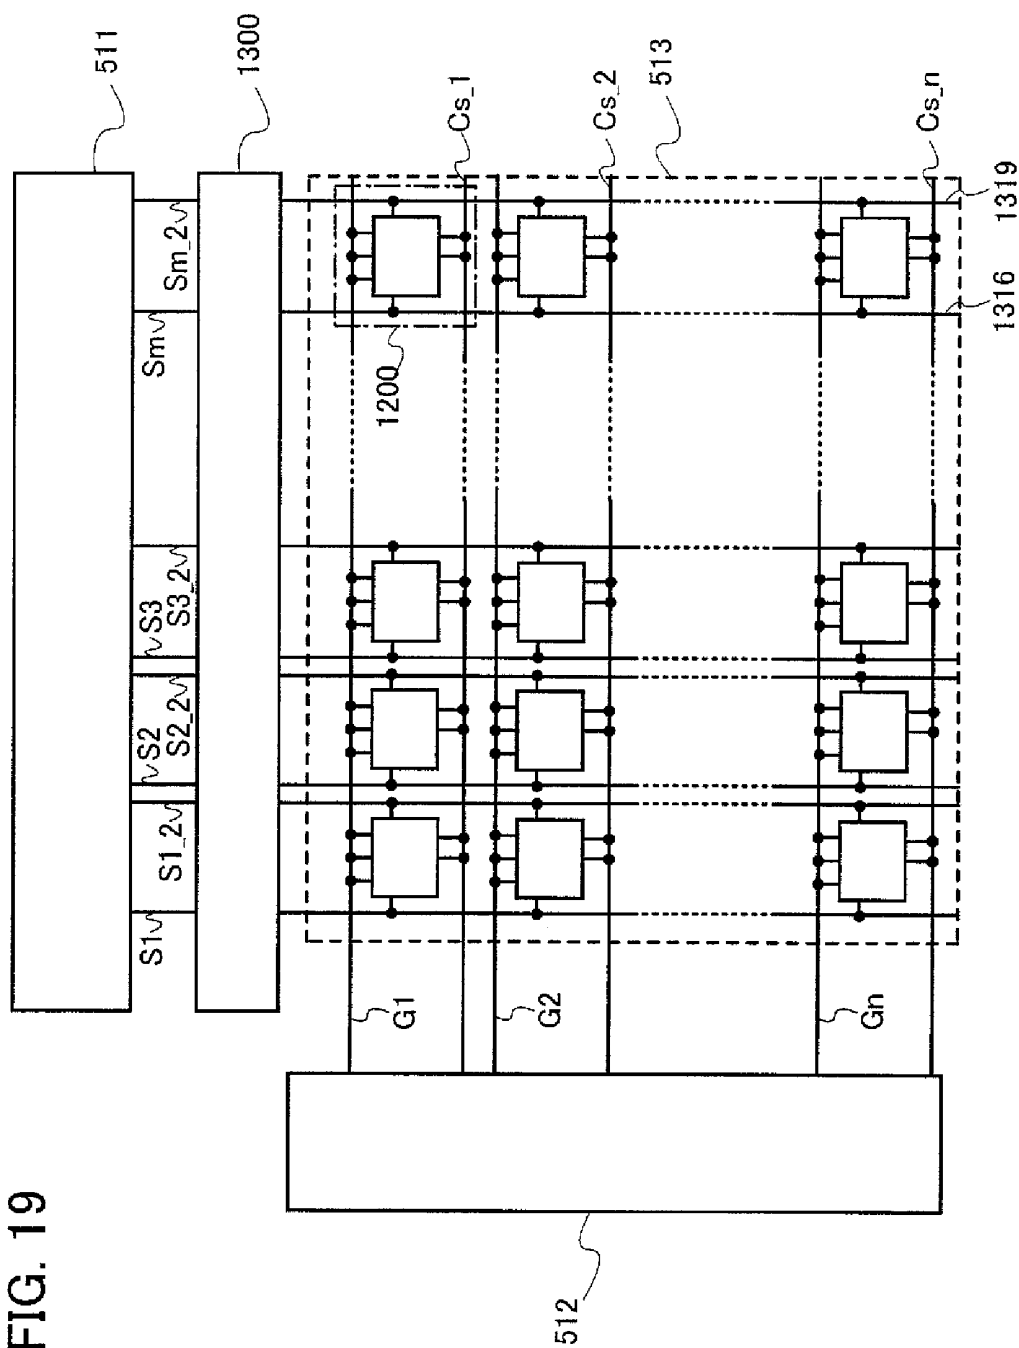 FIG. 19
511
1300
S1
S1_2
S2
S2_2
S3
S3_2
Sm
Sm_2
Cs_1
Cs_2
513
Cs_n
1200
1316
1319
G1
G2
Gn
512